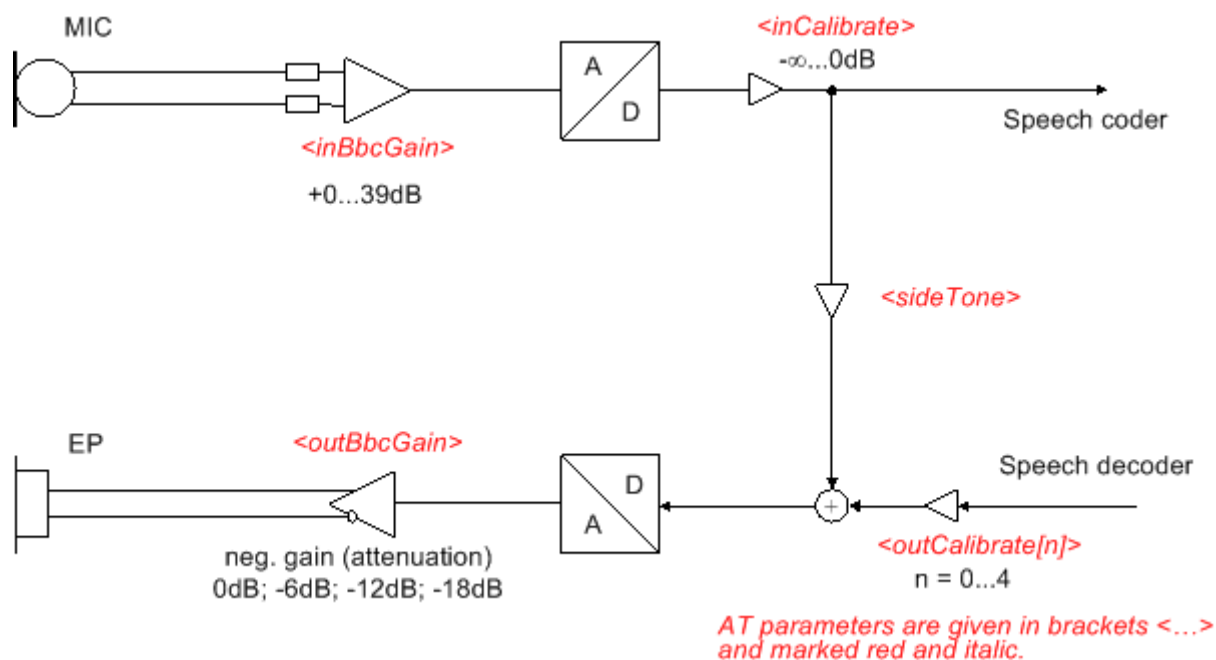 MIC
<inCalibrate>
-∞...0dB
A
D
Speech coder
<inBbcGain>
+0...39dB
<sideTone>
EP
<outBbcGain>
D
A
Speech decoder
+
<outCalibrate[n]>
n = 0...4
neg. gain (attenuation)
0dB; -6dB; -12dB; -18dB
AT parameters are given in brackets <...>
and marked red and italic.